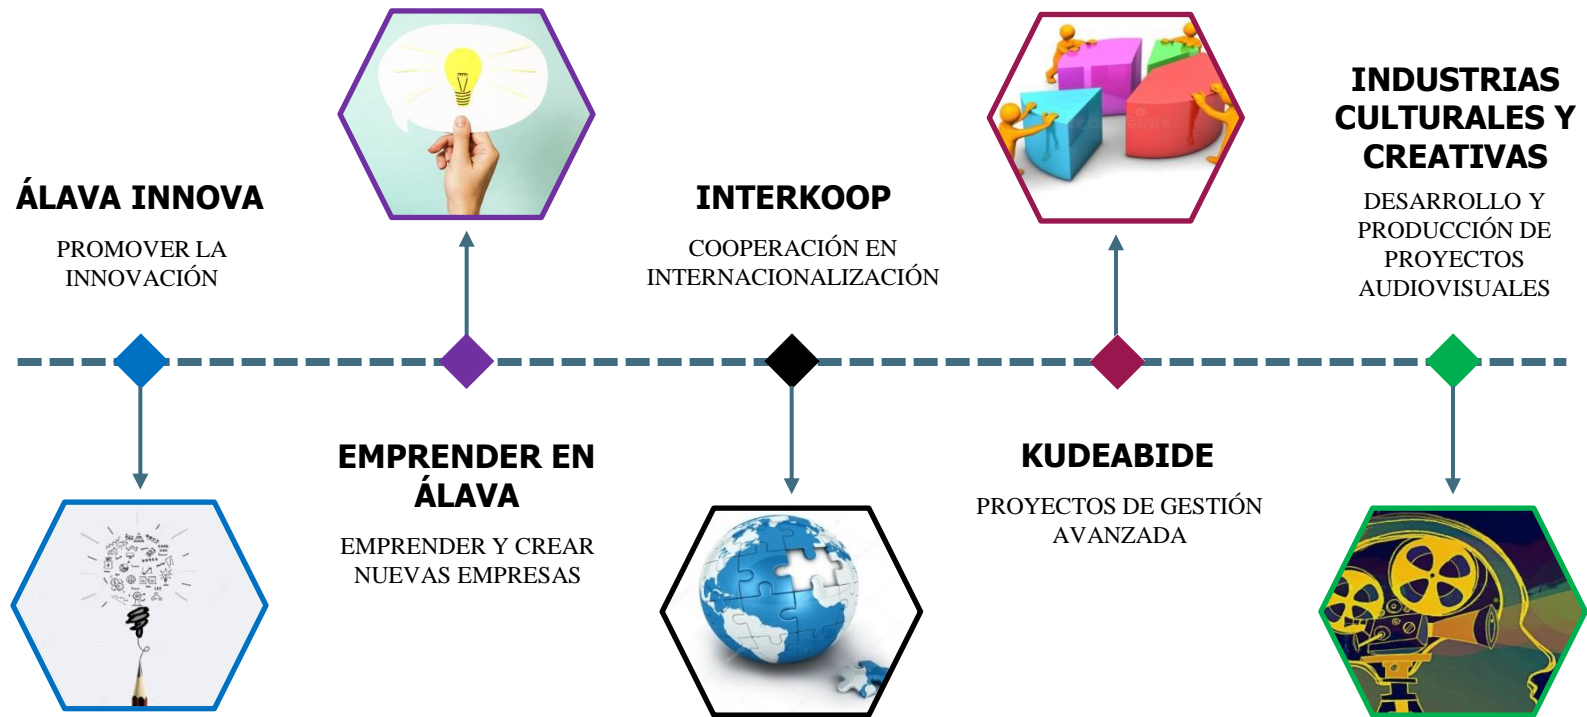 ÁLAVA INNOVA
PROMOVER LA
INNOVACIÓN
EMPRENDER EN
ÁLAVA
EMPRENDER Y CREAR
NUEVAS EMPRESAS
INTERKOOP
COOPERACIÓN EN
INTERNACIONALIZACIÓN
KUDEABIDE
PROYECTOS DE GESTIÓN
AVANZADA
INDUSTRIAS
CULTURALES Y
CREATIVAS
DESARROLLO Y
PRODUCCIÓN DE
PROYECTOS
AUDIOVISUALES